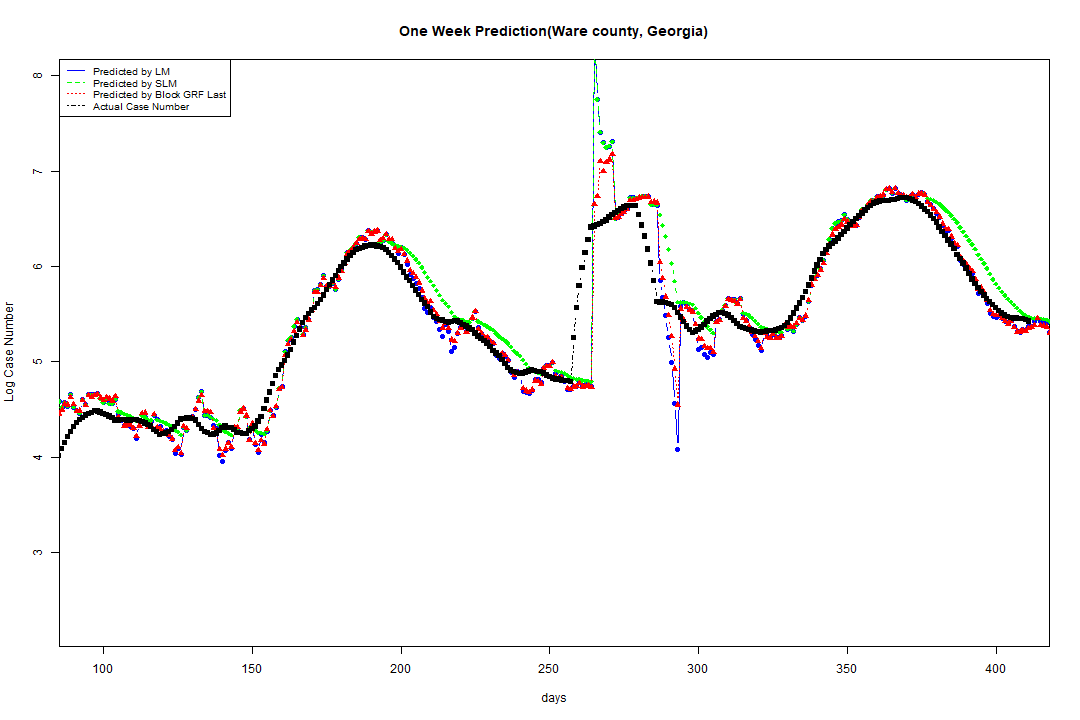 One Week Prediction(Ware county, Georgia)
Predicted by LM
Predicted by SLM
Predicted by Block GRF Last
Actual Case Number
Log Case Number
8
7
6
5
4
3
100 150 200 250 300 350 400
days